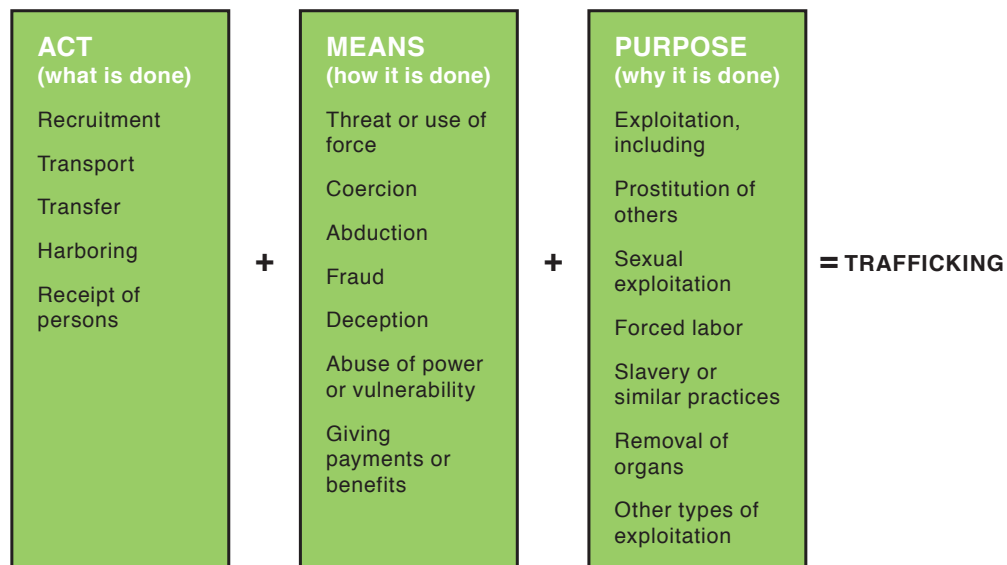 ACT
(what is done)
Recruitment
Transport
Transfer
Harboring
Receipt of
persons
+
MEANS
(how it is done)
Threat or use of
force
Coercion
Abduction
Fraud
Deception
Abuse of power
or vulnerability
Giving
payments or
benefits
+
PURPOSE
(why it is done)
Exploitation,
including
Prostitution of
others
Sexual
exploitation
Forced labor
Slavery or
similar practices
Removal of
organs
Other types of
exploitation
= TRAFFICKING